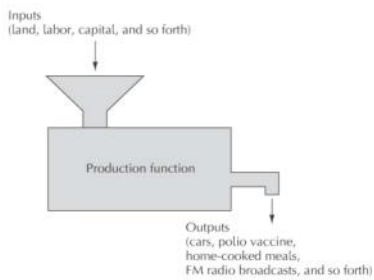 Inputs
(land, labor, capital, and so forth)
Production function
Outputs
(cars, polio vaccine,
home-cooked meals,
FM radio broadcasts, and so forth)